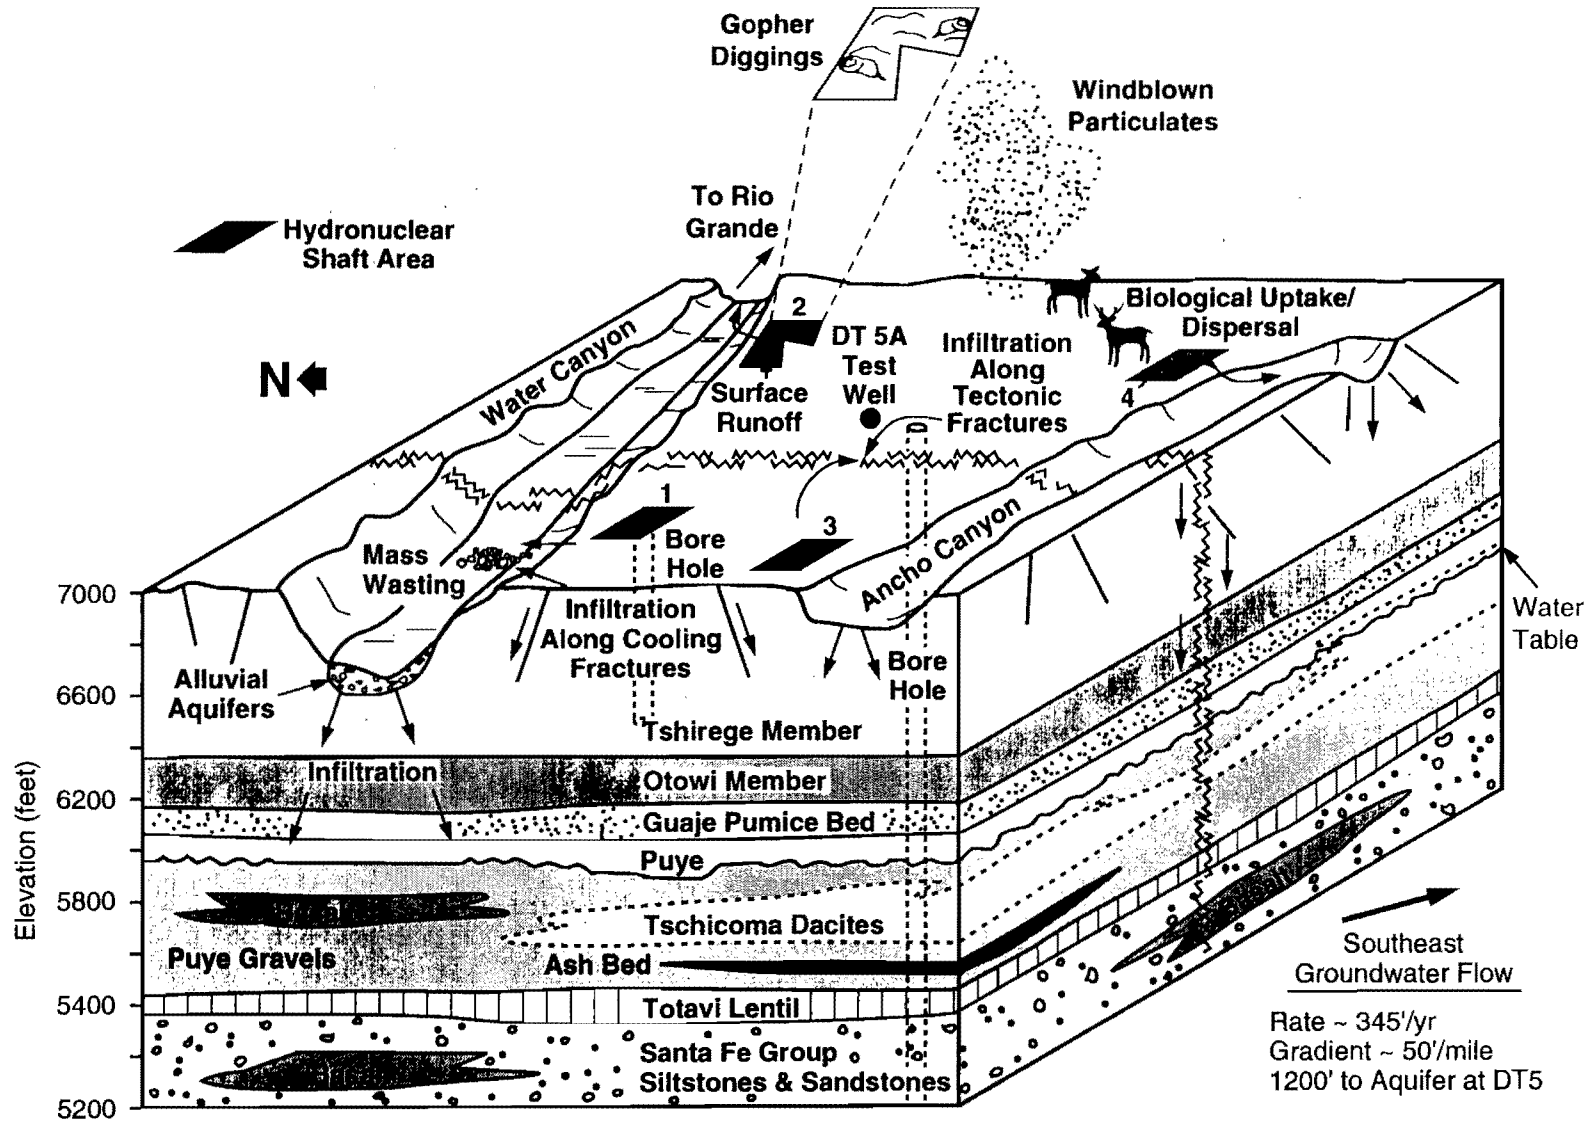 Gopher
Diggings
Windblown
Particulates
To Rio
Grande
Hydronuclear
Shaft Area
N
Water Canyon
2
DT 5A
Test
Well
Biological Uptake/
Dispersal
Infiltration
Along
Tectonic
Fractures
Surface
Runoff
4
1
3
Bore
Hole
Ancho Canyon
Mass
Wasting
Infiltration
Along Cooling
Fractures
Alluvial
Aquifers
Bore
Hole
Water
Table
Tshirege Member
Infiltration
Otowi Member
Guaje Pumice Bed
Puye
Tschicoma Dacites
Puye Gravels
Ash Bed
Totavi Lentil
Santa Fe Group
Siltstones & Sandstones
Elevation (feet)
7000
6600
6200
5800
5400
5200
Southeast
Groundwater Flow
Rate ~ 345'/yr
Gradient ~ 50'/mile
1200' to Aquifer at DT5